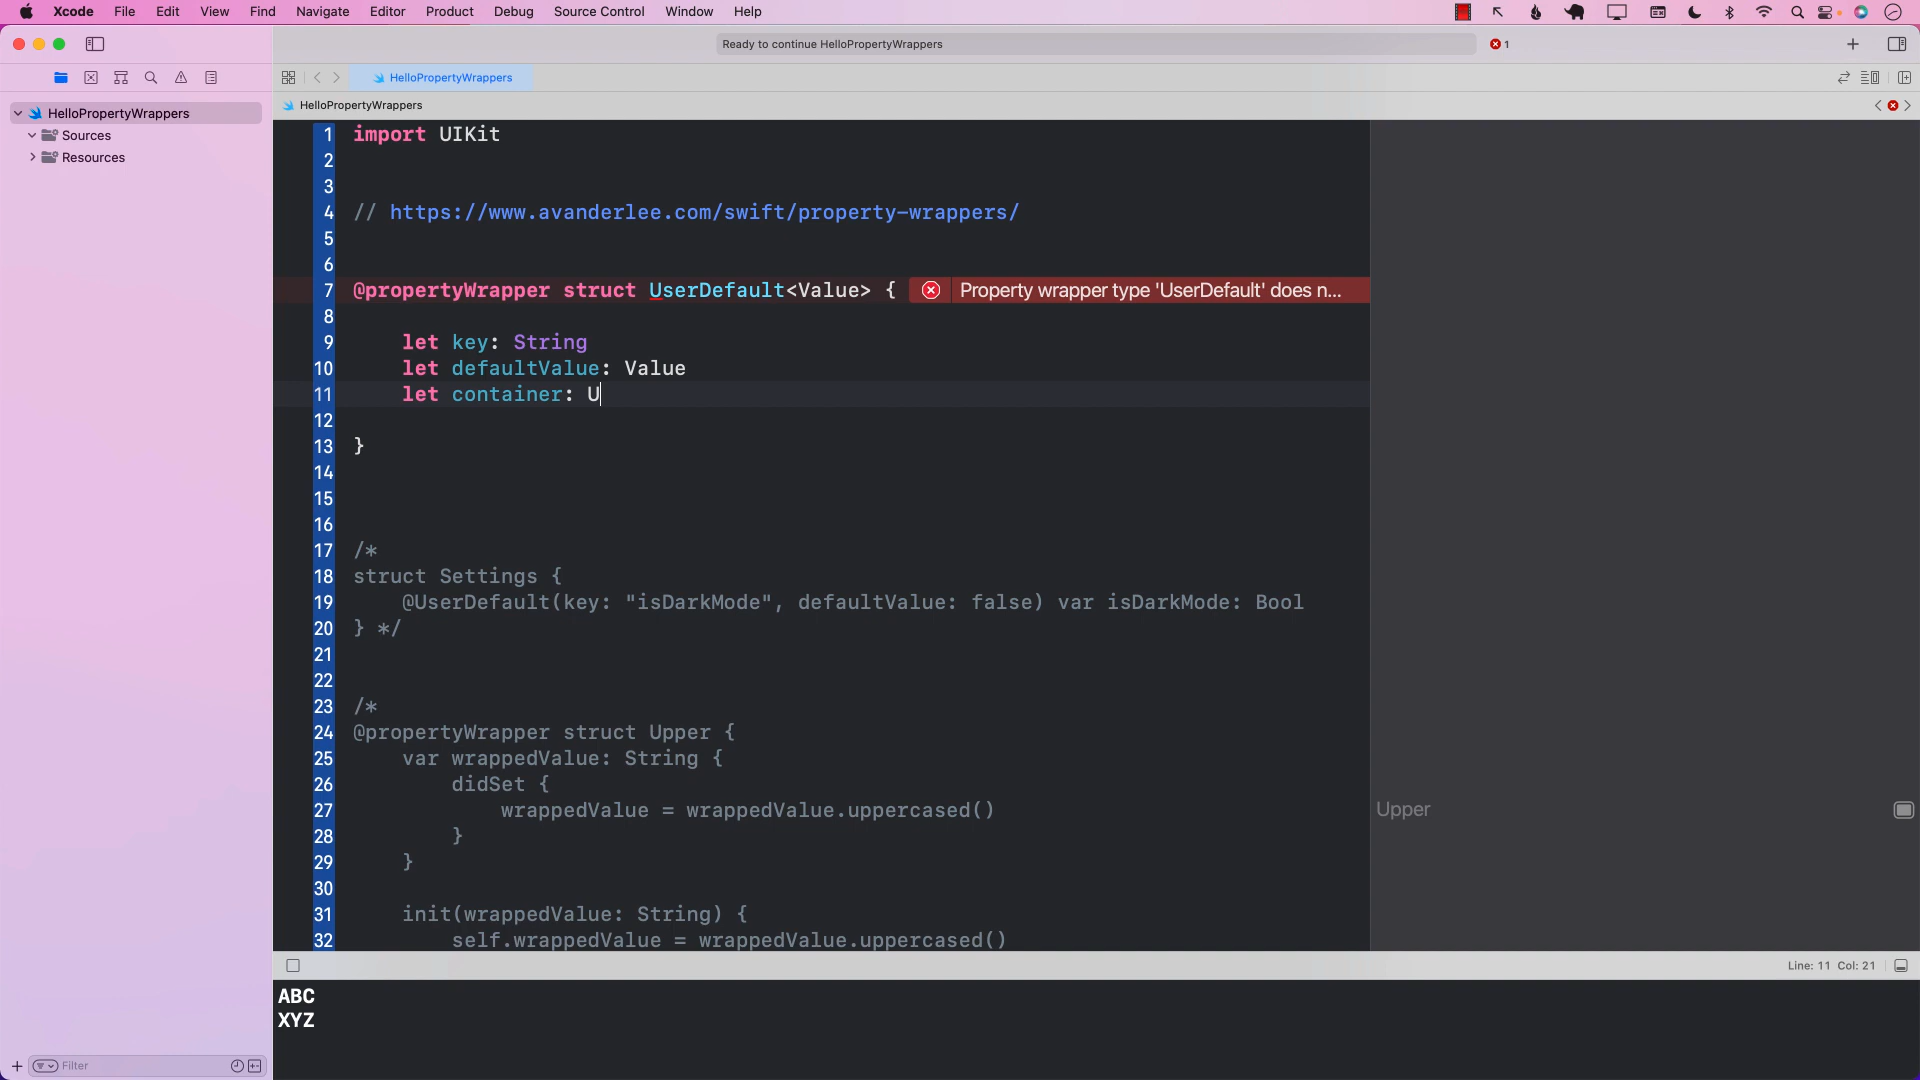 Xcode File Edit View Find Navigate Editor Product Debug Source Control Window Help
Ready to continue HelloPropertyWrappers
1
HelloPropertyWrappers
HelloPropertyWrappers
HelloPropertyWrappers
Sources
Resources
1 import UIKit
2
3
4 // https://www.avanderlee.com/swift/property-wrappers/
5
6
7 @propertyWrapper struct UserDefault<Value> { Property wrapper type 'UserDefault' does n...
8
9 let key: String
10 let defaultValue: Value
11 let container: U
12
13 }
14
15
16
17 /*
18 struct Settings {
19 @UserDefault(key: "isDarkMode", defaultValue: false) var isDarkMode: Bool
20 } */
21
22
23 /*
24 @propertyWrapper struct Upper {
25 var wrappedValue: String {
26 didSet {
27 wrappedValue = wrappedValue.uppercased()
Upper
28 }
29 }
30
31 init(wrappedValue: String) {
32 self.wrappedValue = wrappedValue.uppercased()
Line: 11 Col: 21
ABC
XYZ
Filter